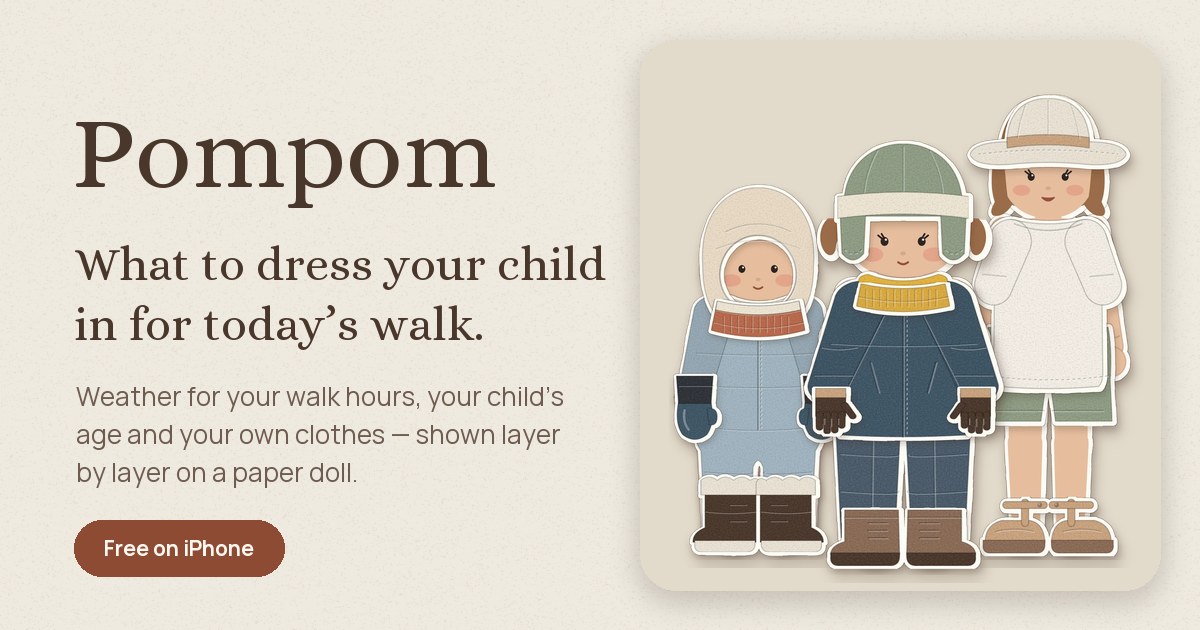 Pompom
What to dress your child
in for today’s walk.
Weather for your walk hours, your child’s
age and your own clothes — shown layer
by layer on a paper doll.
Free on iPhone